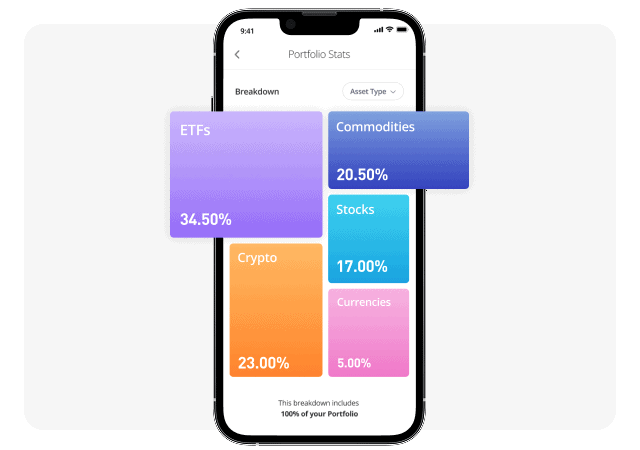 9:41
Portfolio Stats
Breakdown
Asset Type
ETFs
34.50%
Commodities
20.50%
Stocks
17.00%
Crypto
23.00%
Currencies
5.00%
This breakdown includes
100% of your Portfolio